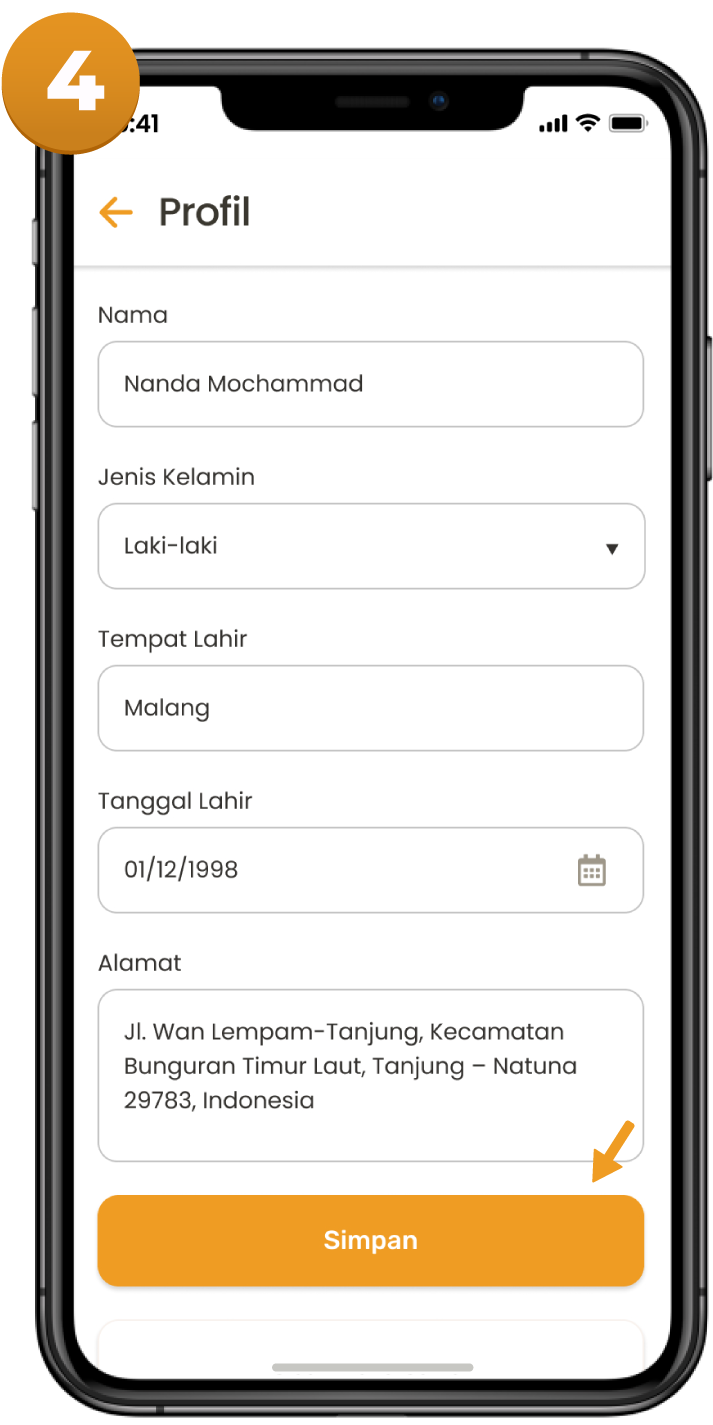 4
:41
Profil
Nama
Nanda Mochammad
Jenis Kelamin
Laki-laki
Tempat Lahir
Malang
Tanggal Lahir
01/12/1998
Alamat
Jl. Wan Lempam-Tanjung, Kecamatan
Bunguran Timur Laut, Tanjung – Natuna
29783, Indonesia
Simpan